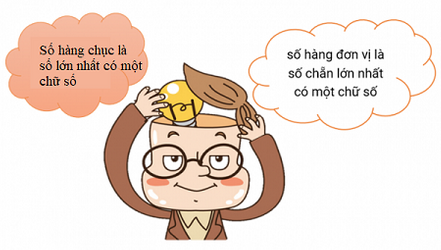 Số hàng chục là
số lớn nhất có một
chữ số
số hàng đơn vị là
số chẵn lớn nhất
có một chữ số